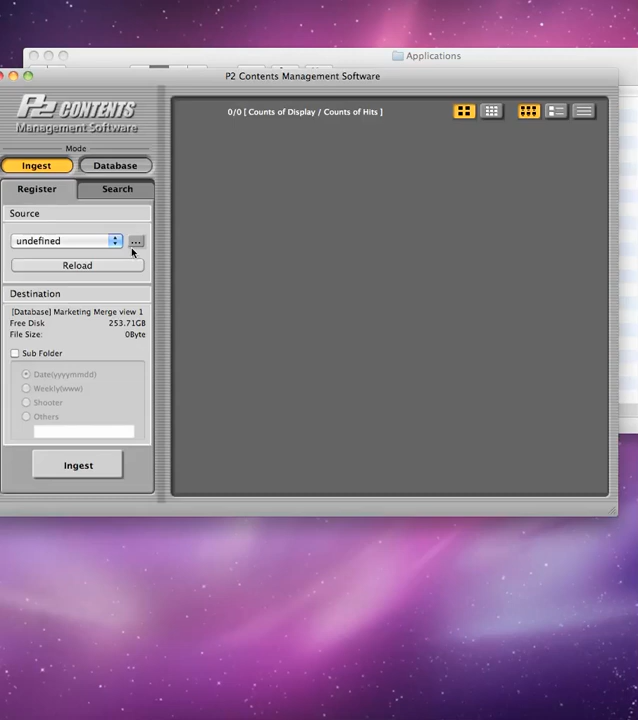 Applications
P2 Contents Management Software
P2 CONTENTS
Management Software
0/0 [ Counts of Display / Counts of Hits ]
Mode
Ingest
Database
Register
Search
Source
undefined
...
Reload
Destination
[Database] Marketing Merge view 1
Free Disk 253.71GB
File Size: 0Byte
Sub Folder
Date(yyyymmdd)
Weekly(www)
Shooter
Others
Ingest